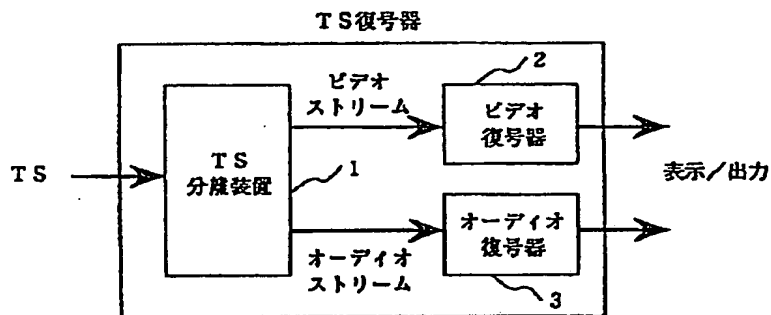 TS復号器
TS
TS
分離装置
1
ビデオ
ストリーム
オーディオ
ストリーム
2
ビデオ
復号器
オーディオ
復号器
3
表示/出力